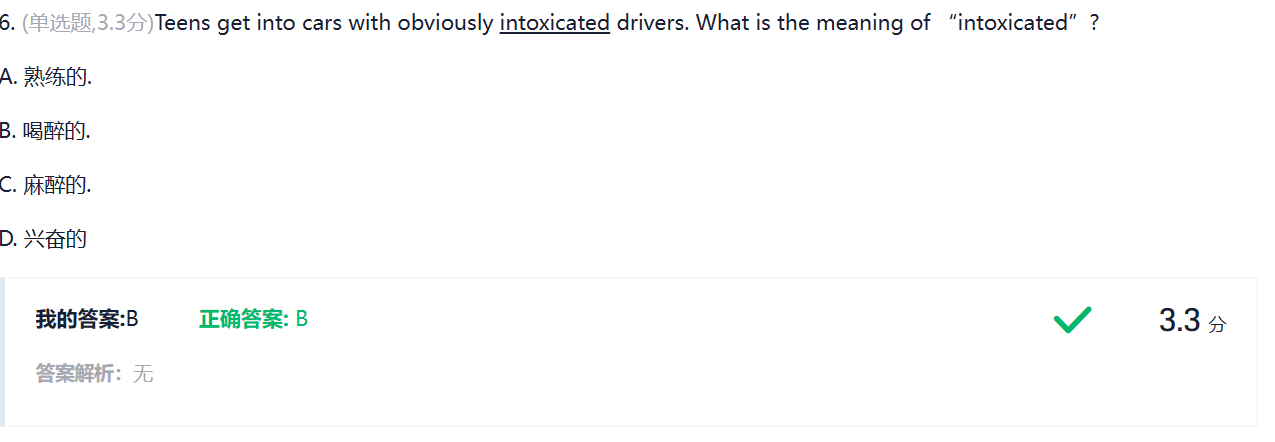 6. (单选题,3.3分)Teens get into cars with obviously intoxicated drivers. What is the meaning of “intoxicated”?
A. 熟练的.
B. 喝醉的.
C. 麻醉的.
D. 兴奋的
我的答案:B 正确答案: B 3.3 分
答案解析：无